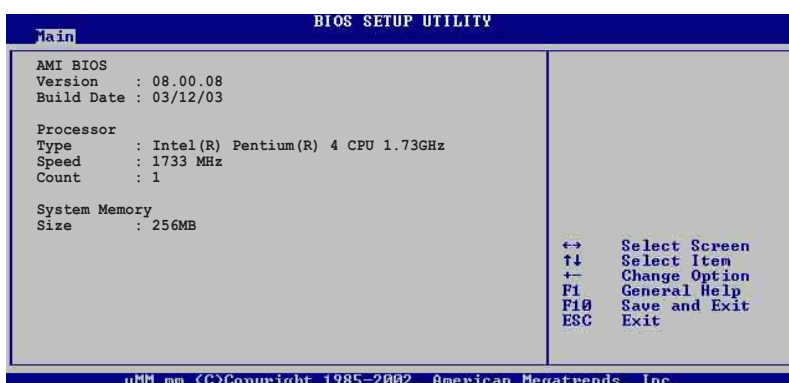 BIOS SETUP UTILITY
Main
AMI BIOS
Version : 08.00.08
Build Date : 03/12/03
Processor
Type : Intel(R) Pentium(R) 4 CPU 1.73GHz
Speed : 1733 MHz
Count : 1
System Memory
Size : 256MB
←→ Select Screen
↑↓ Select Item
+- Change Option
F1 General Help
F10 Save and Exit
ESC Exit
(C)Copyright 1985-2002, American Megatrends, Inc